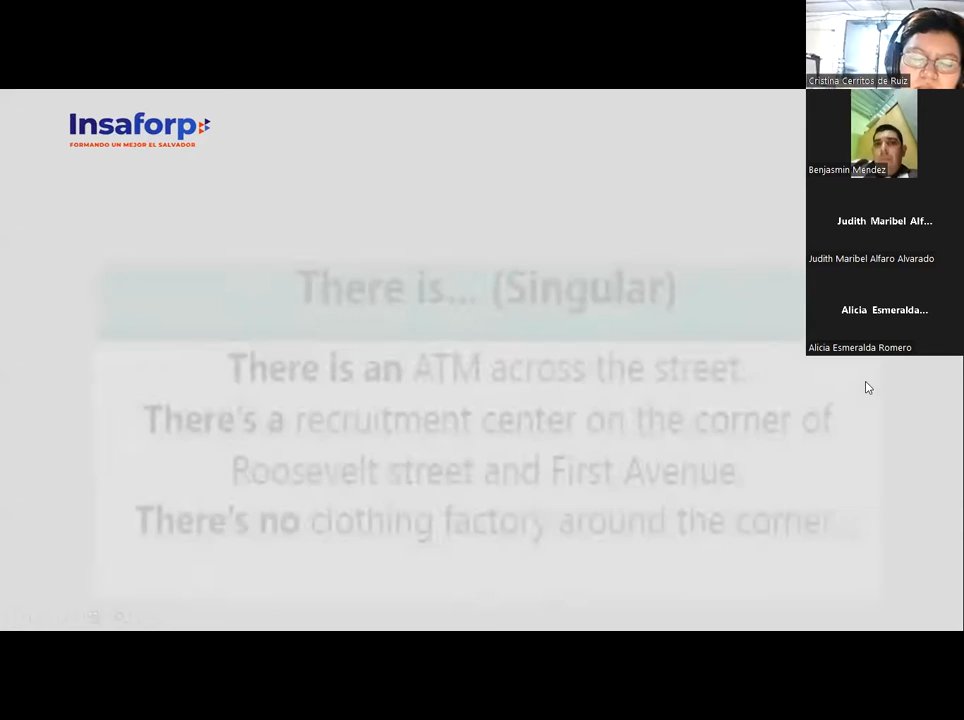 Insaforp
FORMANDO UN MEJOR EL SALVADOR
There is... (Singular)
There is an ATM across the street.
There's a recruitment center on the corner of
Roosevelt street and First Avenue.
There's no clothing factory around the corner.
Cristina Cerritos de Ruiz
Benjasmin Mendez
Judith Maribel Alf...
Judith Maribel Alfaro Alvarado
Alicia Esmeralda...
Alicia Esmeralda Romero